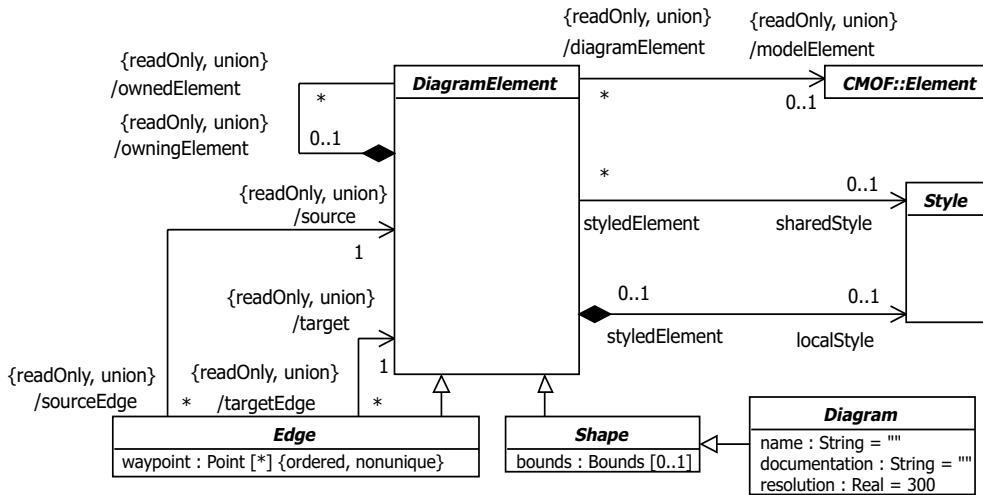 {readOnly, union}
/diagramElement
{readOnly, union}
/modelElement
{readOnly, union}
/ownedElement
DiagramElement
CMOF::Element
*
*
0..1
{readOnly, union}
/owningElement
0..1
*
0..1
{readOnly, union}
/source
Style
styledElement
sharedStyle
1
{readOnly, union}
/target
0..1
0..1
styledElement
localStyle
1
{readOnly, union}
/sourceEdge
*
{readOnly, union}
/targetEdge
*
Edge
waypoint : Point [*] {ordered, nonunique}
Shape
bounds : Bounds [0..1]
Diagram
name : String = ""
documentation : String = ""
resolution : Real = 300